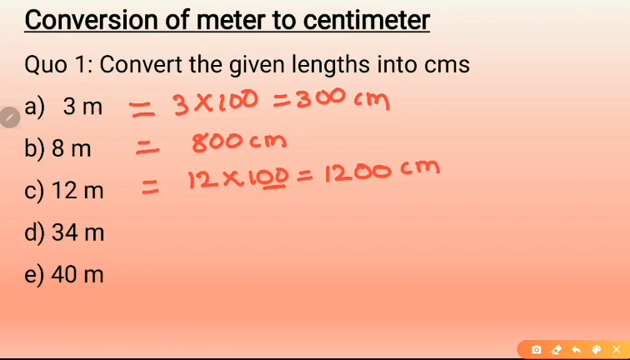 Conversion of meter to centimeter
Quo 1: Convert the given lengths into cms
a) 3 m = 3 × 100 = 300 cm
b) 8 m = 800 cm
c) 12 m = 12 × 100 = 1200 cm
d) 34 m
e) 40 m